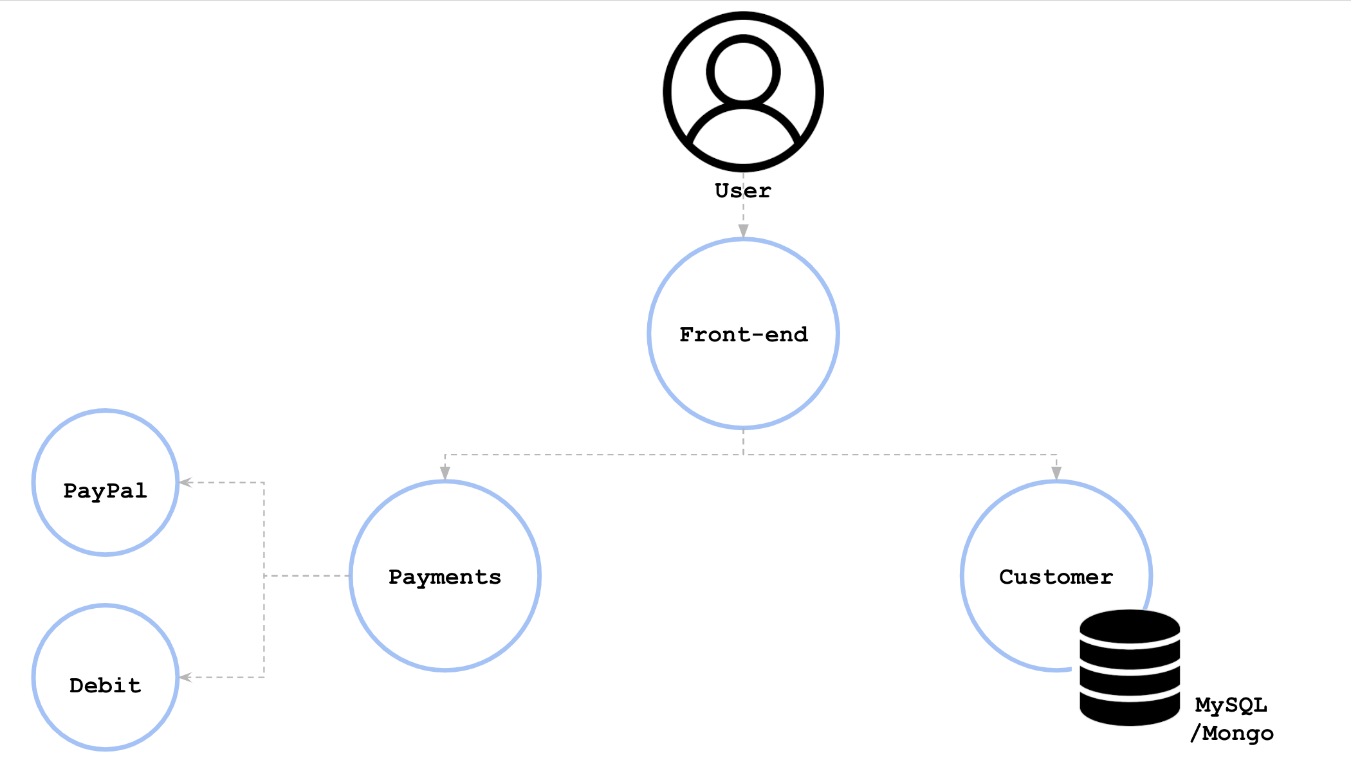 User
Front-end
PayPal
Payments
Customer
Debit
MySQL
/Mongo